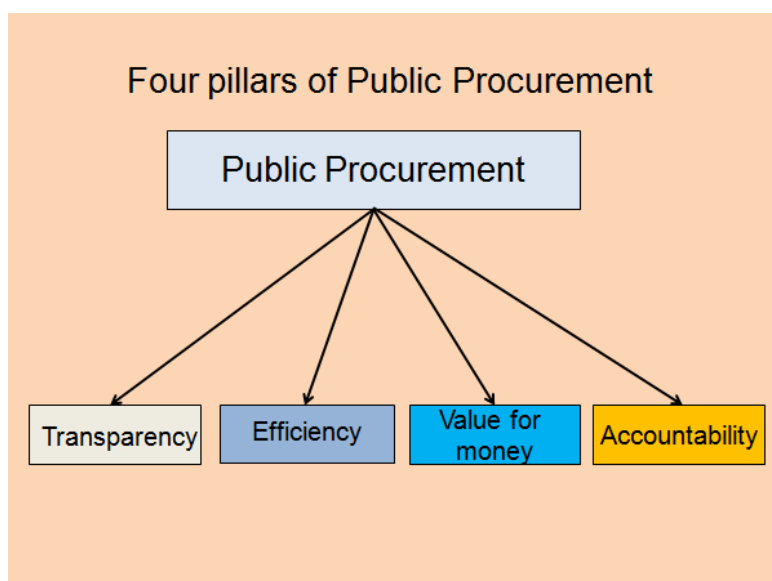 Four pillars of Public Procurement
Public Procurement
Transparency
Efficiency
Value for
money
Accountability